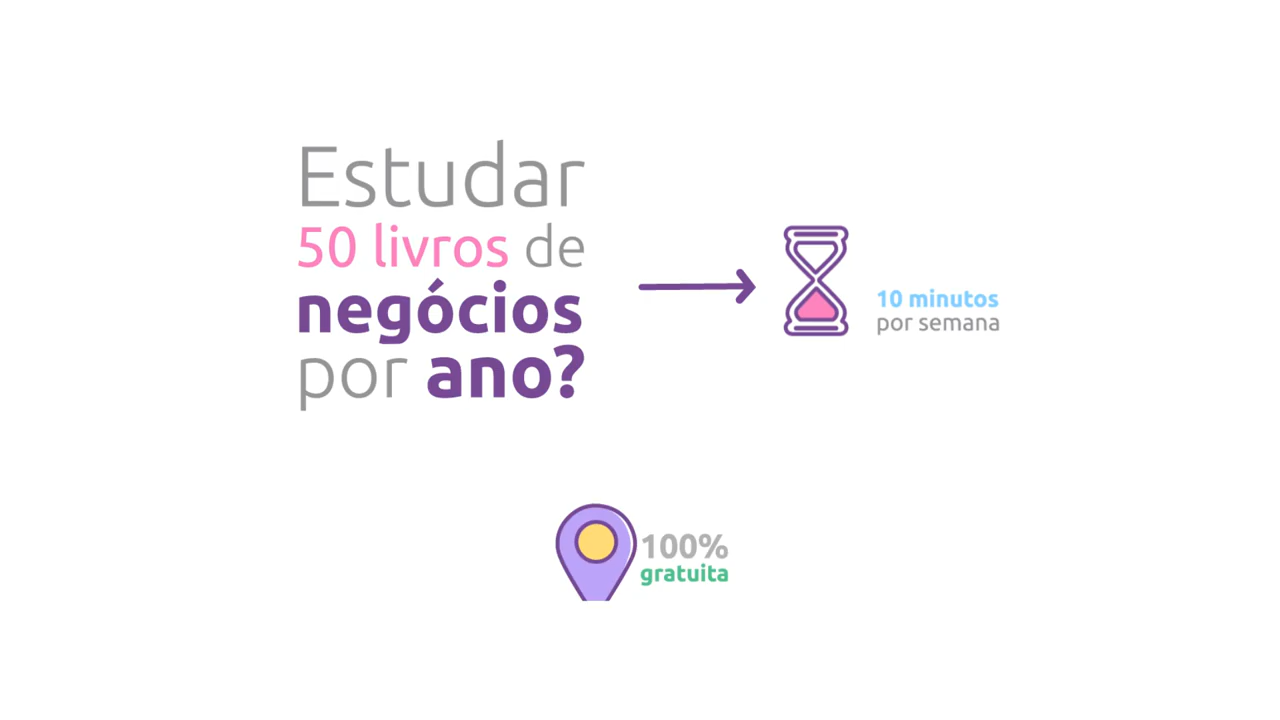 Estudar
50 livros de
negócios
por ano?
10 minutos
por semana
100%
gratuita